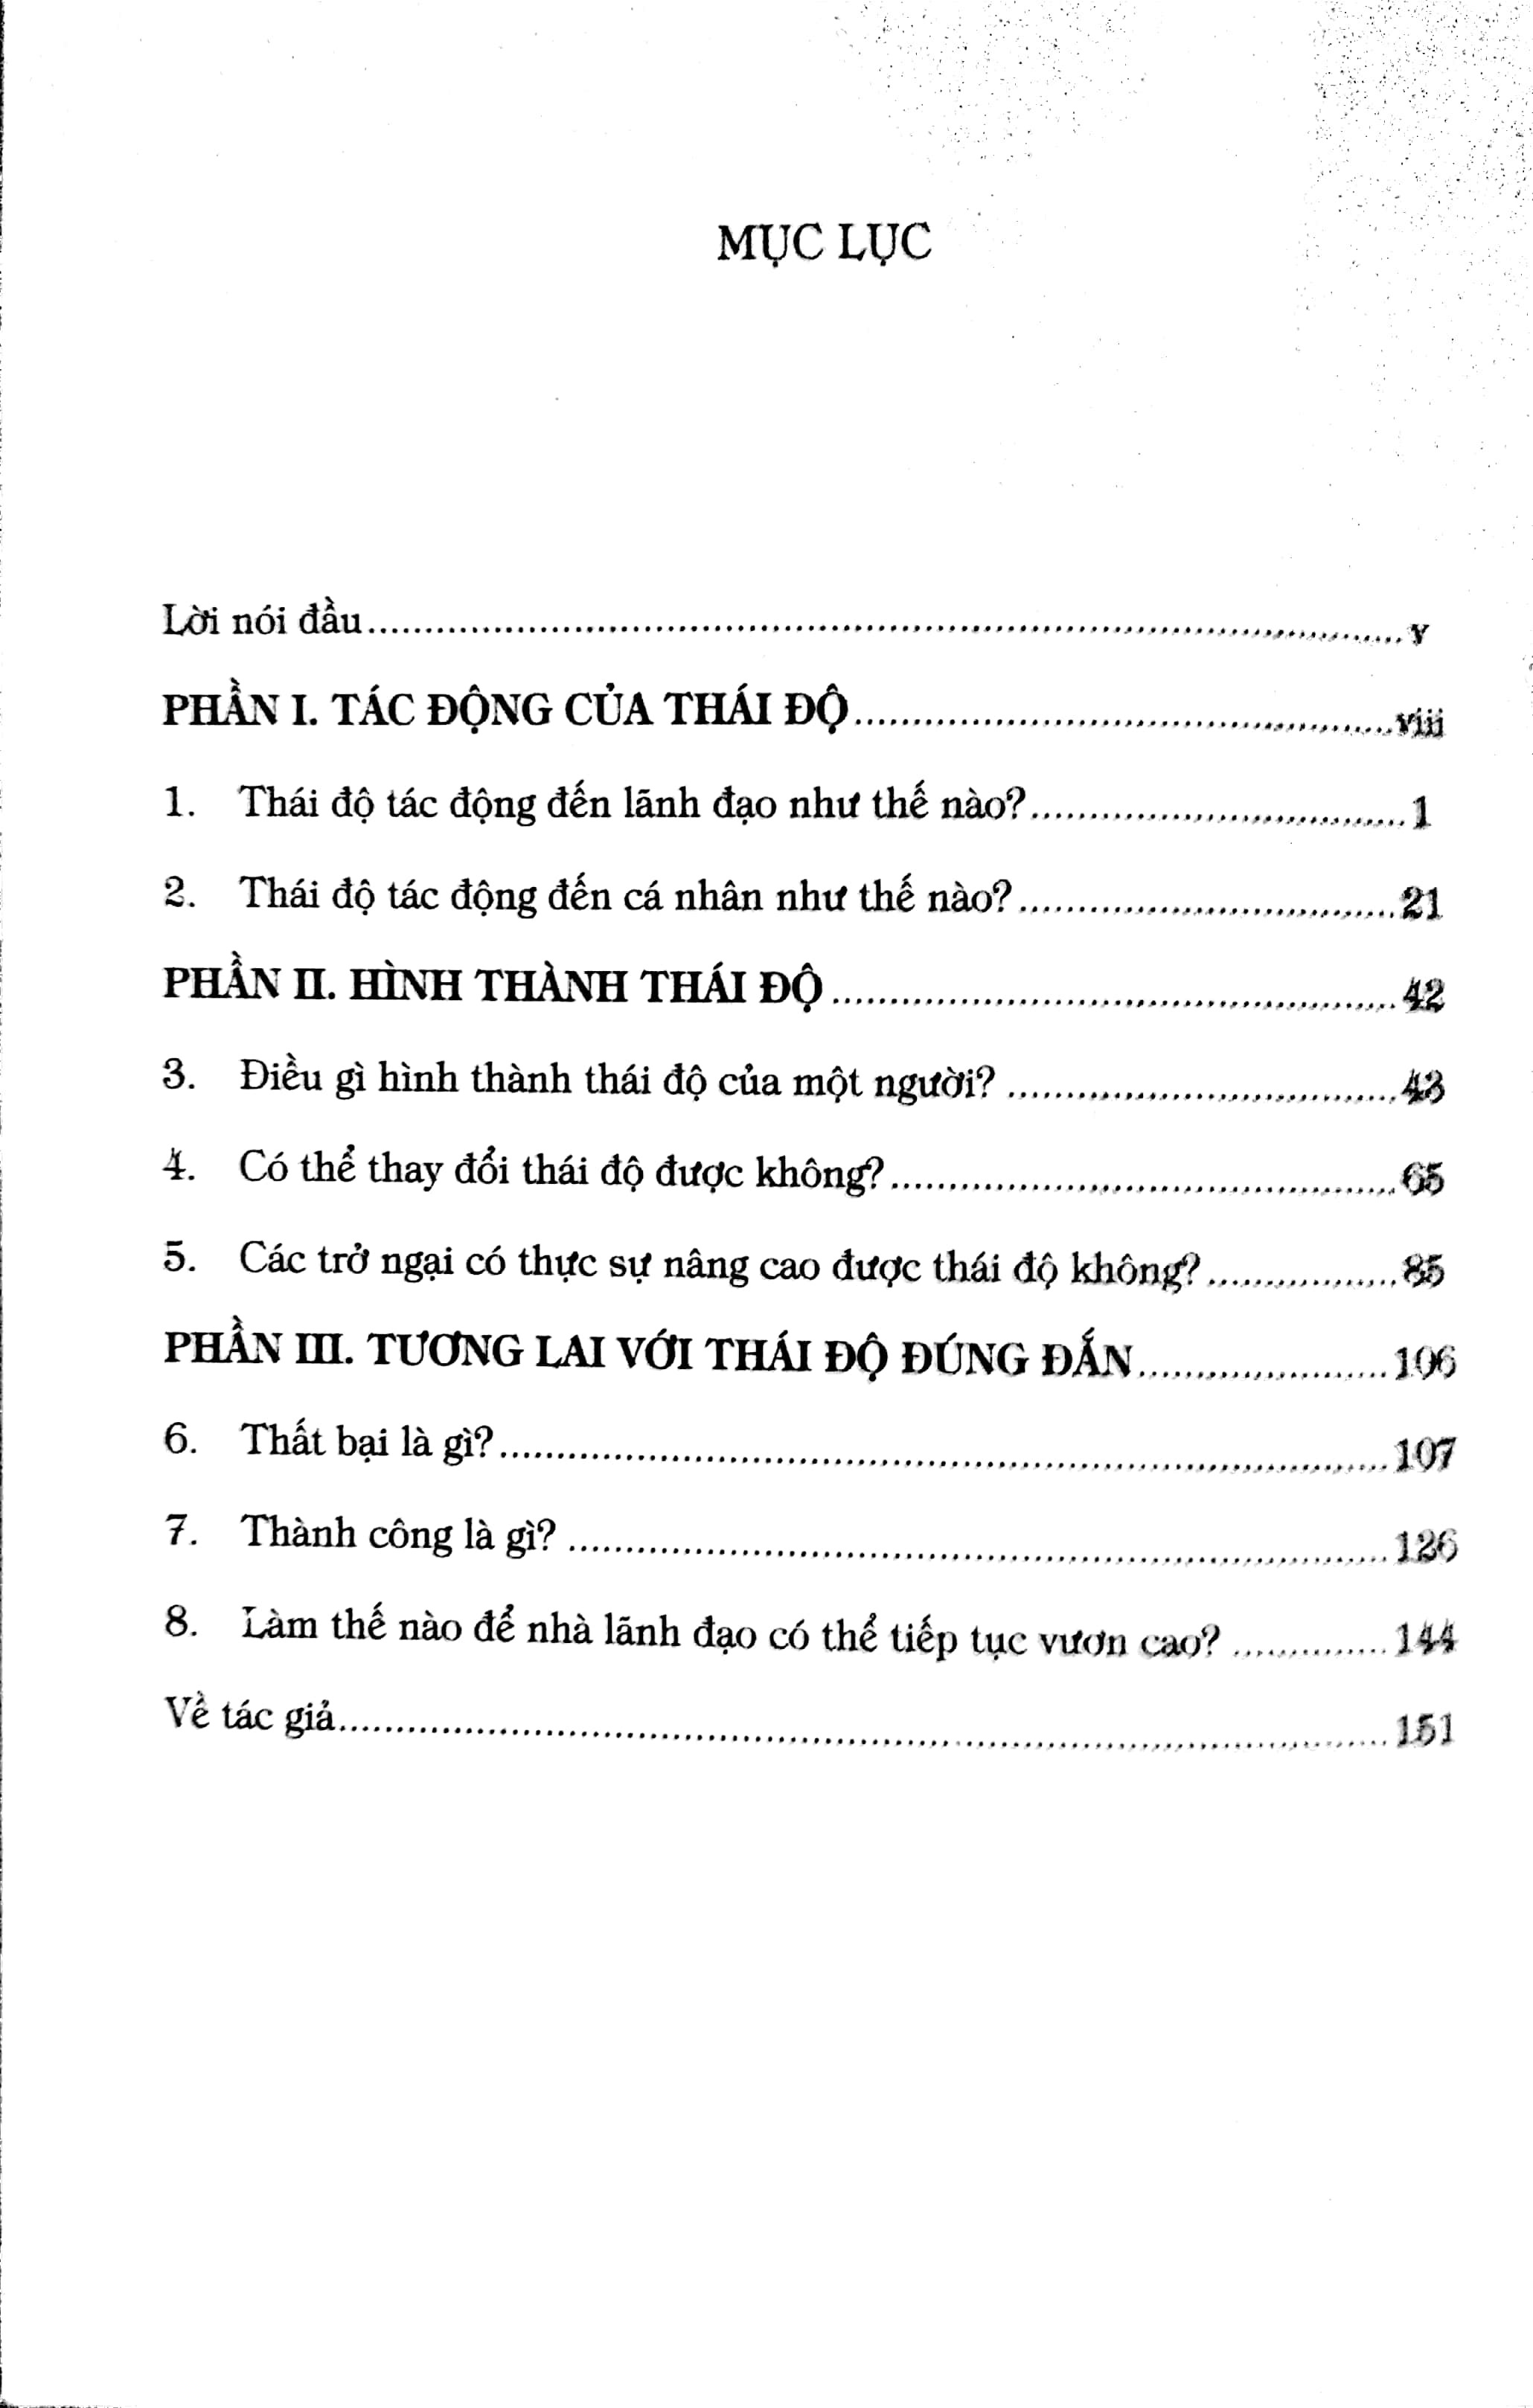 MỤC LỤC
Lời nói đầu..........v
PHẦN I. TÁC ĐỘNG CỦA THÁI ĐỘ..........viii
1. Thái độ tác động đến lãnh đạo như thế nào?..........1
2. Thái độ tác động đến cá nhân như thế nào?..........21
PHẦN II. HÌNH THÀNH THÁI ĐỘ..........42
3. Điều gì hình thành thái độ của một người?..........43
4. Có thể thay đổi thái độ được không?..........65
5. Các trở ngại có thực sự nâng cao được thái độ không?..........85
PHẦN III. TƯƠNG LAI VỚI THÁI ĐỘ ĐÚNG ĐẮN..........106
6. Thất bại là gì?..........107
7. Thành công là gì?..........126
8. Làm thế nào để nhà lãnh đạo có thể tiếp tục vươn cao?..........144
Về tác giả..........151